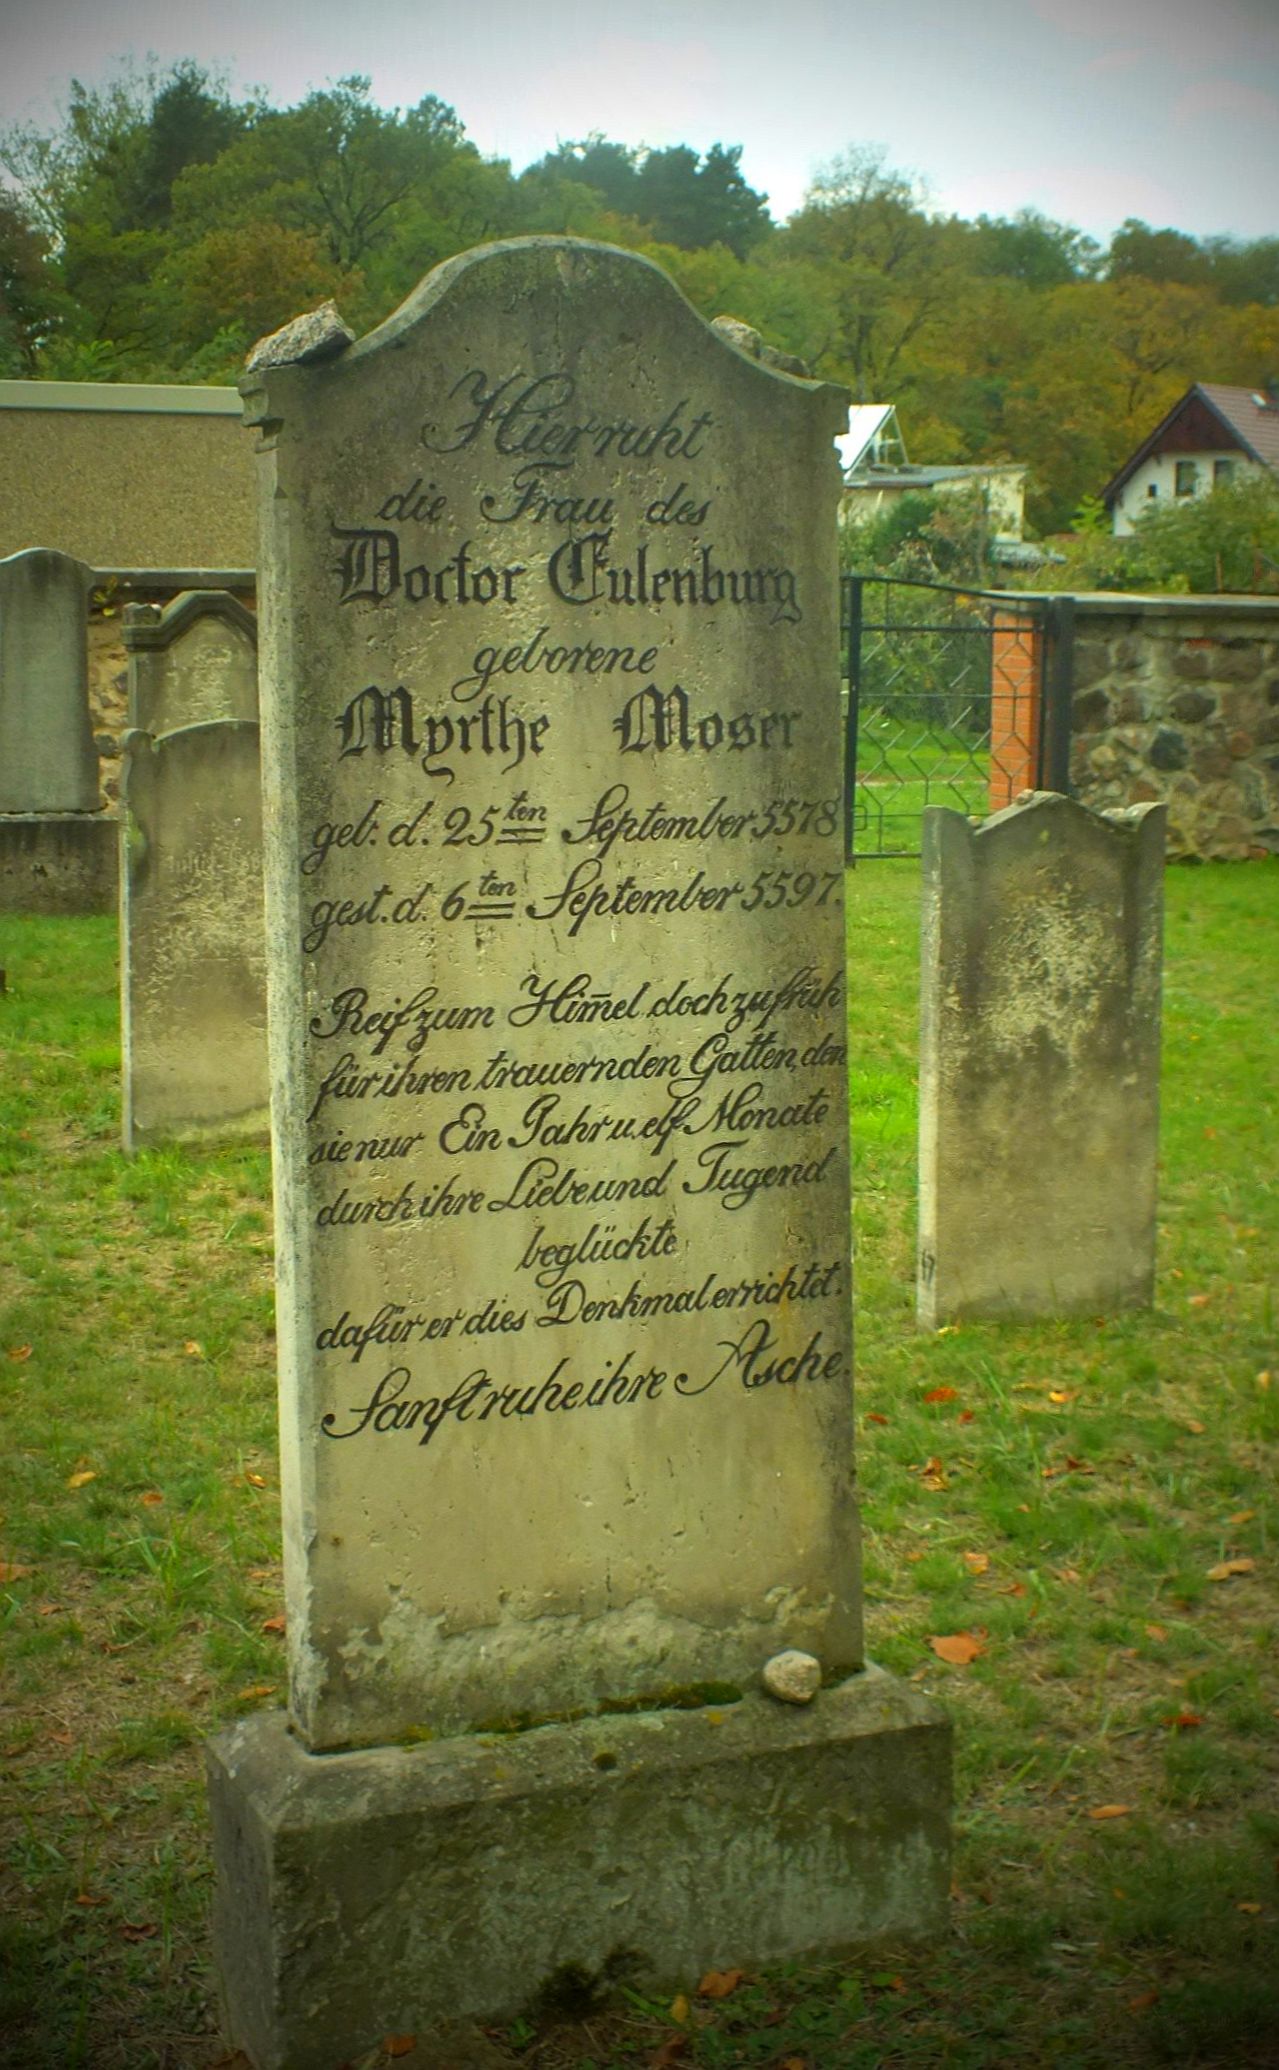 Hier ruht
die Frau des
Doctor Eulenburg
geborene
Myrthe Moser
geb. d. 25ten September 5578
gest. d. 6ten September 5597.
Reif zum Him̅el doch zu früh
für ihren trauernden Gatten, den
sie nur Ein Jahr u. elf Monate
durch ihre Liebe und Tugend
beglückte
dafür er dies Denkmal errichtet.
Sanft ruhe ihre Asche.